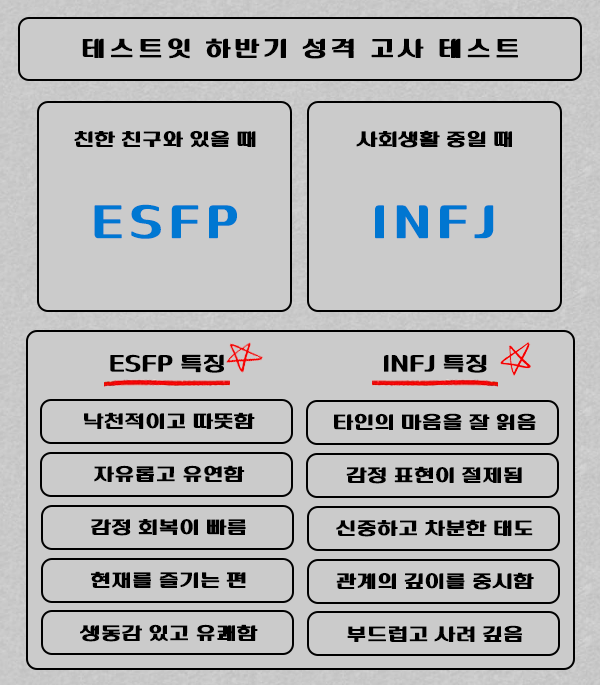 테스트잇 하반기 성격 고사 테스트
친한 친구와 있을 때
ESFP
사회생활 중일 때
INFJ
ESFP 특징
낙천적이고 따뜻함
자유롭고 유연함
감정 회복이 빠름
현재를 즐기는 편
생동감 있고 유쾌함
INFJ 특징
타인의 마음을 잘 읽음
감정 표현이 절제됨
신중하고 차분한 태도
관계의 깊이를 중시함
부드럽고 사려 깊음